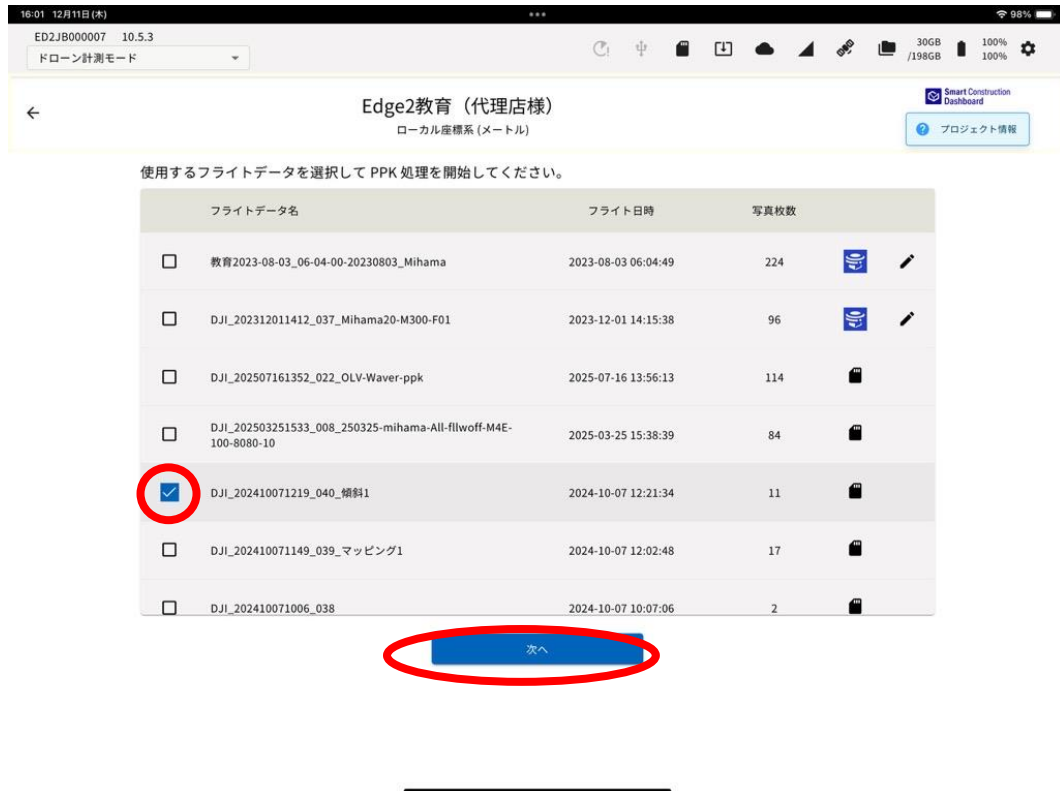 16:01 12月11日(木)
98%
ED2JB000007 10.5.3
ドローン計測モード
30GB
/198GB
100%
100%
Edge2教育（代理店様）
ローカル座標系 (メートル)
Smart Construction
Dashboard
プロジェクト情報
使用するフライトデータを選択して PPK 処理を開始してください。
フライトデータ名 フライト日時 写真枚数
教育2023-08-03_06-04-00-20230803_Mihama 2023-08-03 06:04:49 224
DJI_202312011412_037_Mihama20-M300-F01 2023-12-01 14:15:38 96
DJI_202507161352_022_OLV-Waver-ppk 2025-07-16 13:56:13 114
DJI_202503251533_008_250325-mihama-All-fllwoff-M4E-
100-8080-10 2025-03-25 15:38:39 84
DJI_202410071219_040_傾斜1 2024-10-07 12:21:34 11
DJI_202410071149_039_マッピング1 2024-10-07 12:02:48 17
DJI_202410071006_038 2024-10-07 10:07:06 2
次へ